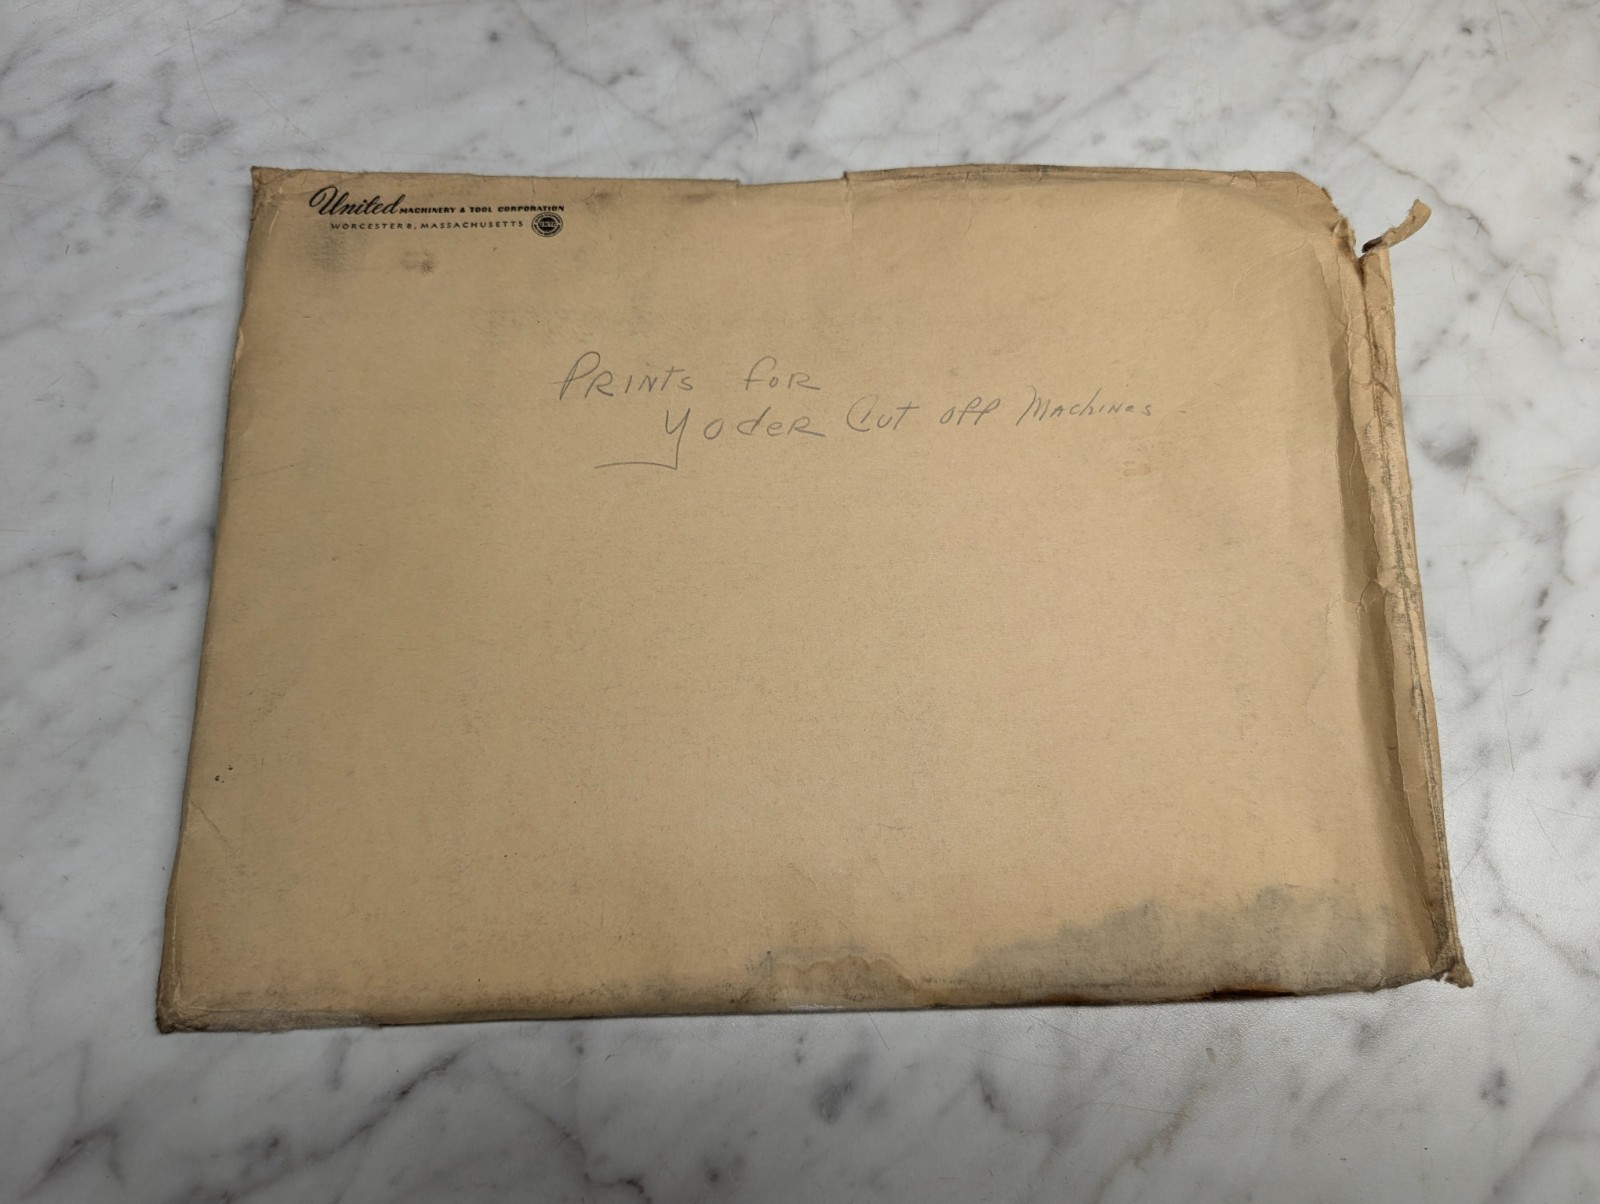 United MACHINERY & TOOL CORPORATION
WORCESTER 8, MASSACHUSETTS
PRINTS FOR
YODER CUT OFF MACHINES